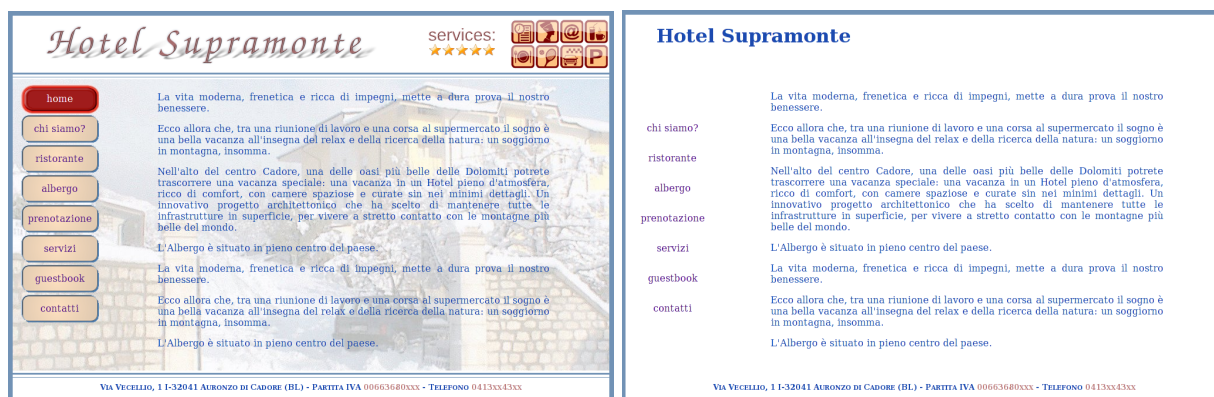 Hotel Supramonte
services:
home
chi siamo?
ristorante
albergo
prenotazione
servizi
guestbook
contatti
La vita moderna, frenetica e ricca di impegni, mette a dura prova il nostro
benessere.
Ecco allora che, tra una riunione di lavoro e una corsa al supermercato il sogno è
una bella vacanza all'insegna del relax e della ricerca della natura: un soggiorno
in montagna, insomma.
Nell'alto del centro Cadore, una delle oasi più belle delle Dolomiti potrete
trascorrere una vacanza speciale: una vacanza in un Hotel pieno d'atmosfera,
ricco di comfort, con camere spaziose e curate sin nei minimi dettagli. Un
innovativo progetto architettonico che ha scelto di mantenere tutte le
infrastrutture in superficie, per vivere a stretto contatto con le montagne più
belle del mondo.
L'Albergo è situato in pieno centro del paese.
La vita moderna, frenetica e ricca di impegni, mette a dura prova il nostro
benessere.
Ecco allora che, tra una riunione di lavoro e una corsa al supermercato il sogno è
una bella vacanza all'insegna del relax e della ricerca della natura: un soggiorno
in montagna, insomma.
L'Albergo è situato in pieno centro del paese.
Via Vecellio, 1 I-32041 Auronzo di Cadore (BL) - Partita IVA 00663680xxx - Telefono 0413xx43xx
Hotel Supramonte
chi siamo?
ristorante
albergo
prenotazione
servizi
guestbook
contatti
La vita moderna, frenetica e ricca di impegni, mette a dura prova il nostro
benessere.
Ecco allora che, tra una riunione di lavoro e una corsa al supermercato il sogno è
una bella vacanza all'insegna del relax e della ricerca della natura: un soggiorno
in montagna, insomma.
Nell'alto del centro Cadore, una delle oasi più belle delle Dolomiti potrete
trascorrere una vacanza speciale: una vacanza in un Hotel pieno d'atmosfera,
ricco di comfort, con camere spaziose e curate sin nei minimi dettagli. Un
innovativo progetto architettonico che ha scelto di mantenere tutte le
infrastrutture in superficie, per vivere a stretto contatto con le montagne più
belle del mondo.
L'Albergo è situato in pieno centro del paese.
La vita moderna, frenetica e ricca di impegni, mette a dura prova il nostro
benessere.
Ecco allora che, tra una riunione di lavoro e una corsa al supermercato il sogno è
una bella vacanza all'insegna del relax e della ricerca della natura: un soggiorno
in montagna, insomma.
L'Albergo è situato in pieno centro del paese.
Via Vecellio, 1 I-32041 Auronzo di Cadore (BL) - Partita IVA 00663680xxx - Telefono 0413xx43xx